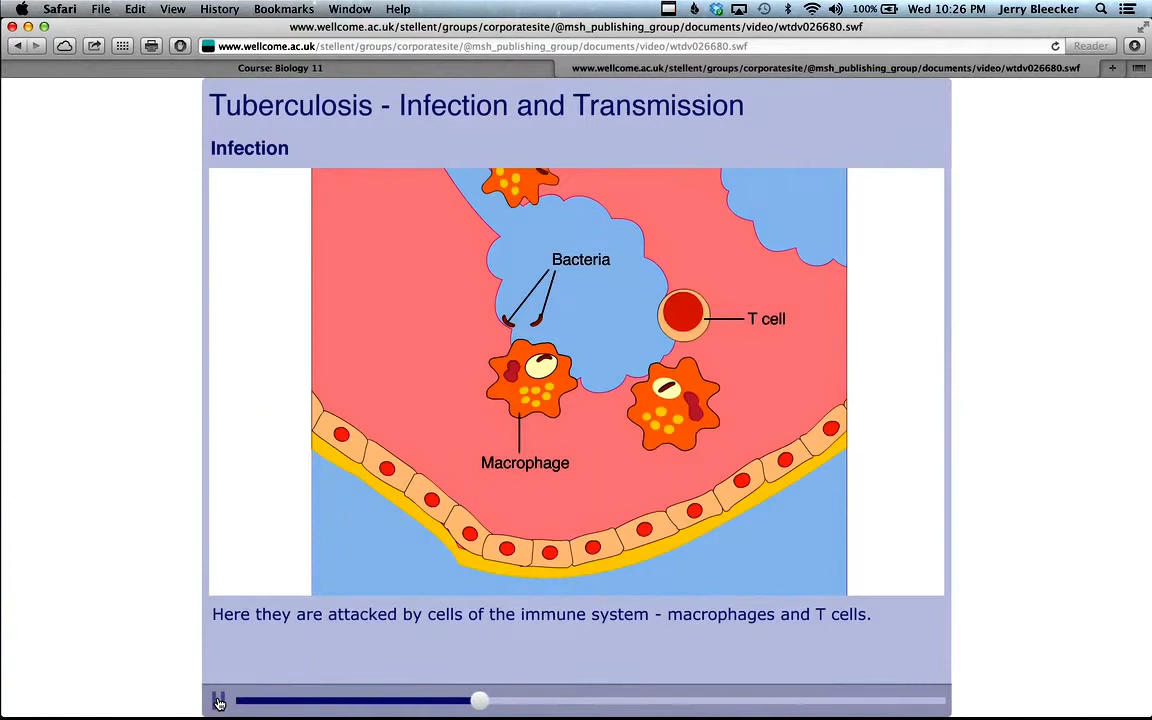 Safari File Edit View History Bookmarks Window Help 100% Wed 10:26 PM Jerry Bleecker
www.wellcome.ac.uk/stellent/groups/corporatesite/@msh_publishing_group/documents/video/wtdv026680.swf
www.wellcome.ac.uk/stellent/groups/corporatesite/@msh_publishing_group/documents/video/wtdv026680.swf Reader
Course: Biology 11 www.wellcome.ac.uk/stellent/groups/corporatesite/@msh_publishing_group/documents/video/wtdv026680.swf
Tuberculosis - Infection and Transmission
Infection
Bacteria
T cell
Macrophage
Here they are attacked by cells of the immune system - macrophages and T cells.